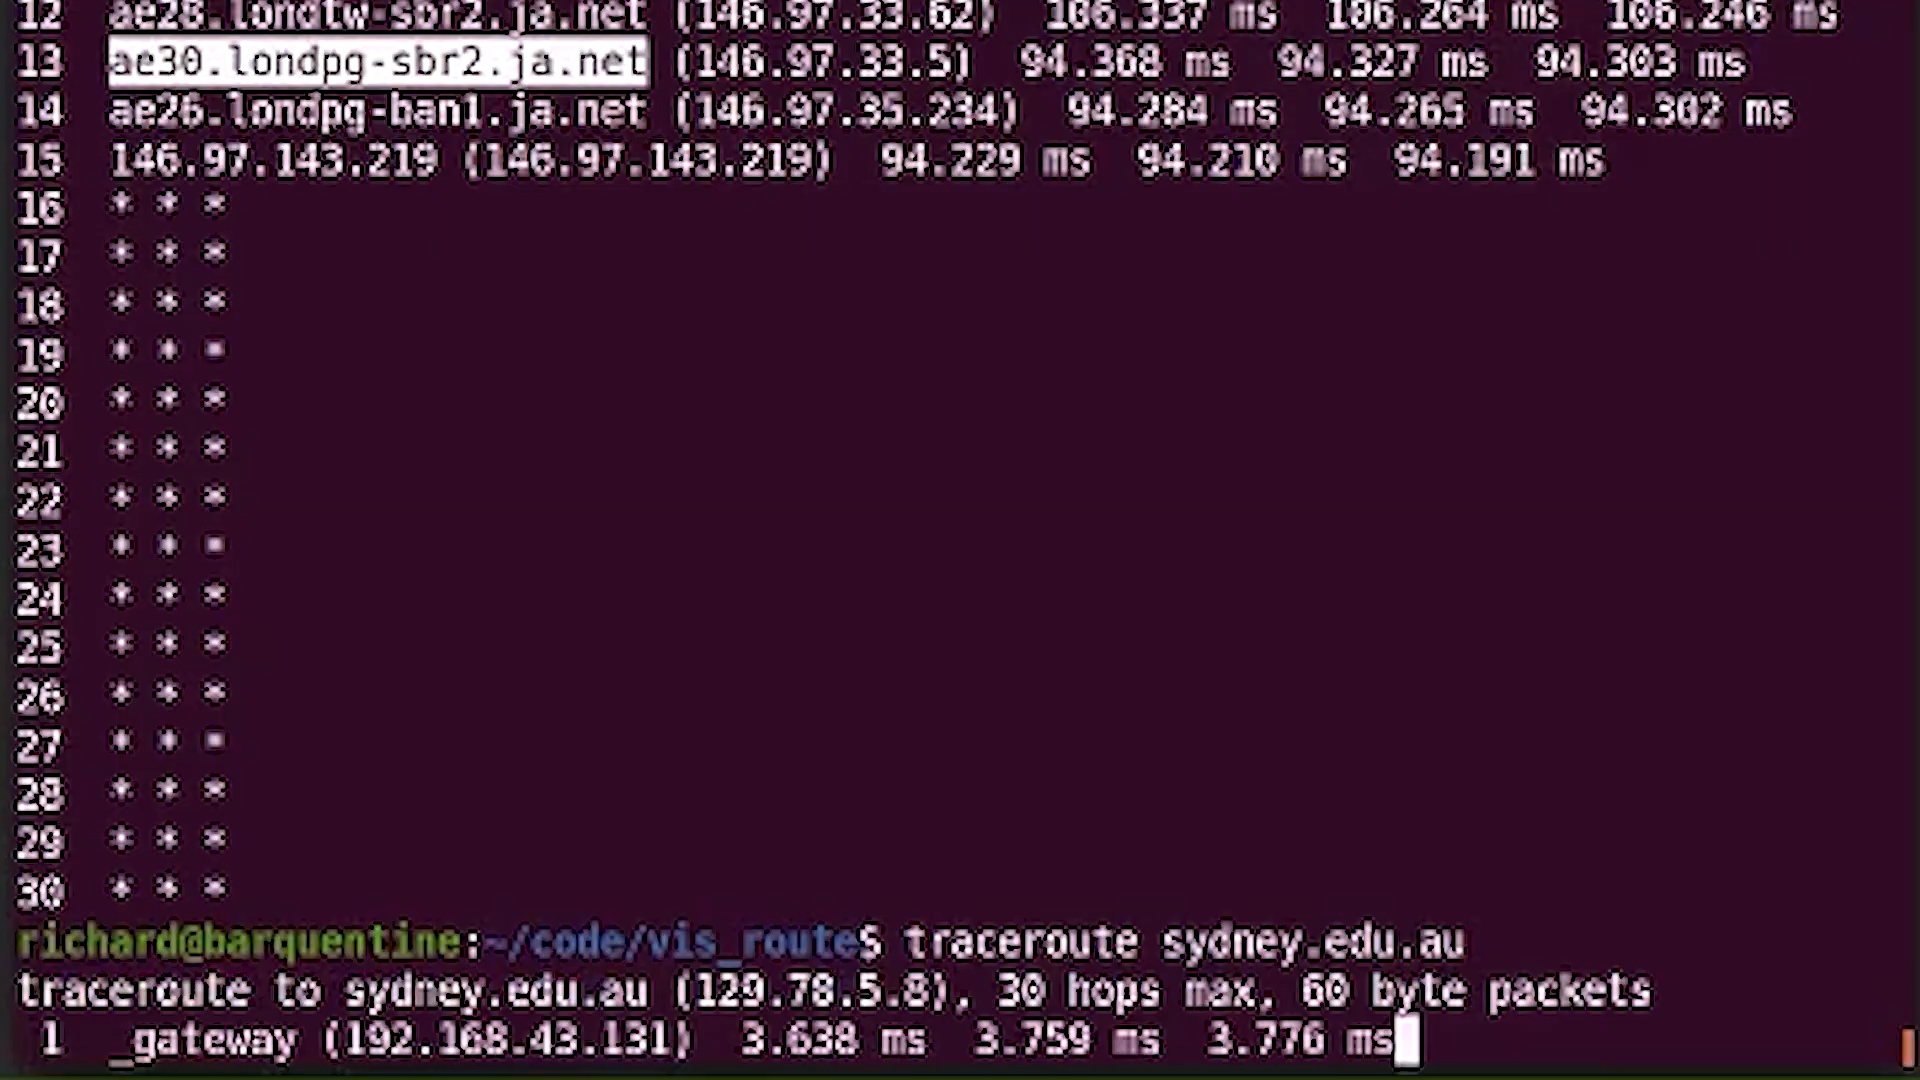 12 ae28.londtw-sbr2.ja.net (146.97.33.62) 106.337 ms 106.264 ms 106.246 ms
13 ae30.londpg-sbr2.ja.net (146.97.33.5) 94.368 ms 94.327 ms 94.303 ms
14 ae26.londpg-ban1.ja.net (146.97.35.234) 94.284 ms 94.265 ms 94.302 ms
15 146.97.143.219 (146.97.143.219) 94.229 ms 94.210 ms 94.191 ms
16 * * *
17 * * *
18 * * *
19 * * *
20 * * *
21 * * *
22 * * *
23 * * *
24 * * *
25 * * *
26 * * *
27 * * *
28 * * *
29 * * *
30 * * *
richard@barquentine:~/code/vis_route$ traceroute sydney.edu.au
traceroute to sydney.edu.au (129.78.5.8), 30 hops max, 60 byte packets
1 _gateway (192.168.43.131) 3.638 ms 3.759 ms 3.776 ms